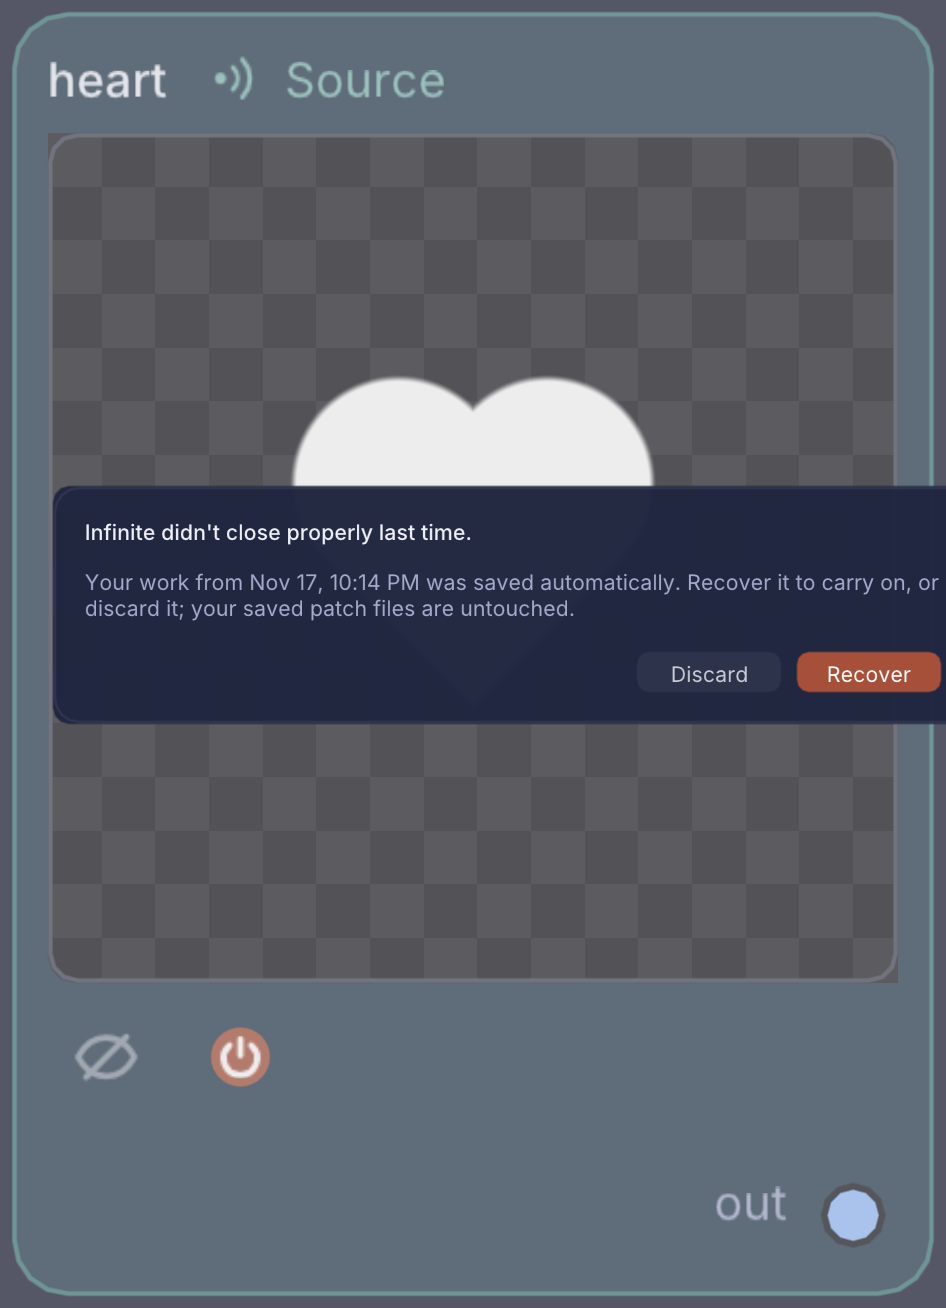 heart Source
Infinite didn't close properly last time.
Your work from Nov 17, 10:14 PM was saved automatically. Recover it to carry on, or
discard it; your saved patch files are untouched.
Discard Recover
out